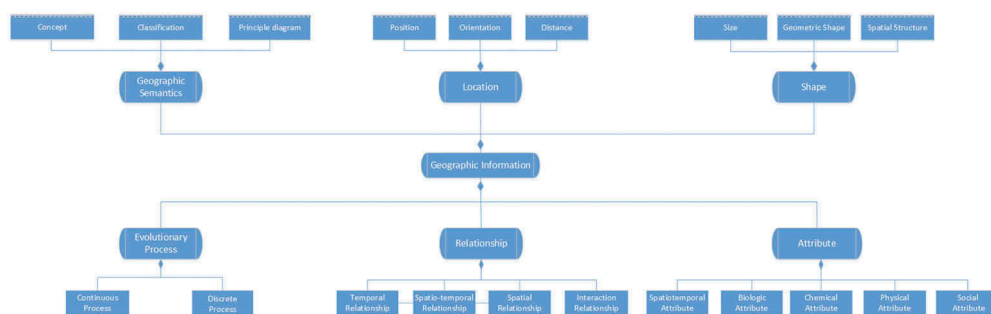 Concept
Classification
Principle diagram
Position
Orientation
Distance
Size
Geometric Shape
Spatial Structure
Geographic
Semantics
Location
Shape
Geographic Information
Evolutionary
Process
Relationship
Attribute
Continuous
Process
Discrete
Process
Temporal
Relationship
Spatio-temporal
Relationship
Spatial
Relationship
Interaction
Relationship
Spatiotemporal
Attribute
Biologic
Attribute
Chemical
Attribute
Physical
Attribute
Social
Attribute